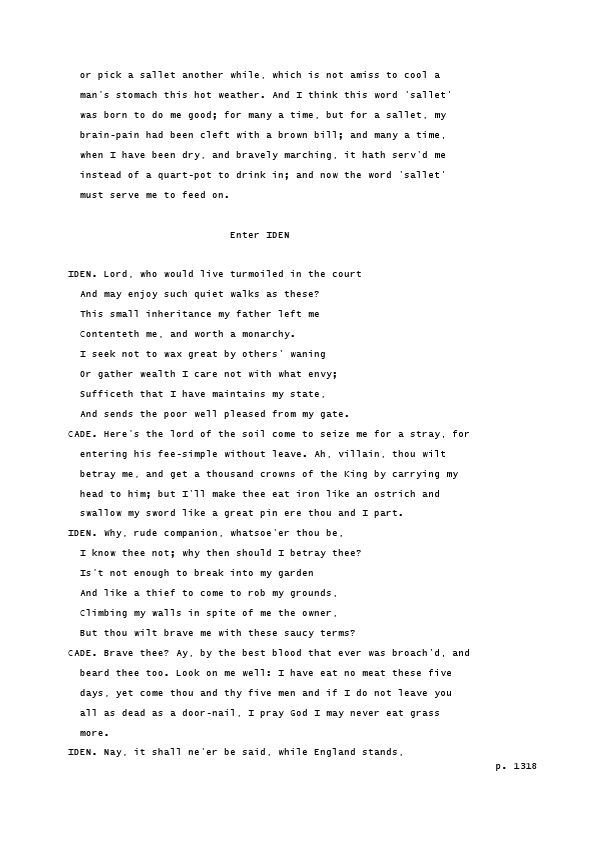 or pick a sallet another while, which is not amiss to cool a
man's stomach this hot weather. And I think this word 'sallet'
was born to do me good; for many a time, but for a sallet, my
brain-pain had been cleft with a brown bill; and many a time,
when I have been dry, and bravely marching, it hath serv'd me
instead of a quart-pot to drink in; and now the word 'sallet'
must serve me to feed on.
Enter IDEN
IDEN. Lord, who would live turmoiled in the court
And may enjoy such quiet walks as these?
This small inheritance my father left me
Contenteth me, and worth a monarchy.
I seek not to wax great by others' waning
Or gather wealth I care not with what envy;
Sufficeth that I have maintains my state,
And sends the poor well pleased from my gate.
CADE. Here's the lord of the soil come to seize me for a stray, for
entering his fee-simple without leave. Ah, villain, thou wilt
betray me, and get a thousand crowns of the King by carrying my
head to him; but I'll make thee eat iron like an ostrich and
swallow my sword like a great pin ere thou and I part.
IDEN. Why, rude companion, whatsoe'er thou be,
I know thee not; why then should I betray thee?
Is't not enough to break into my garden
And like a thief to come to rob my grounds,
Climbing my walls in spite of me the owner,
But thou wilt brave me with these saucy terms?
CADE. Brave thee? Ay, by the best blood that ever was broach'd, and
beard thee too. Look on me well: I have eat no meat these five
days, yet come thou and thy five men and if I do not leave you
all as dead as a door-nail, I pray God I may never eat grass
more.
IDEN. Nay, it shall ne'er be said, while England stands,
p. 1318